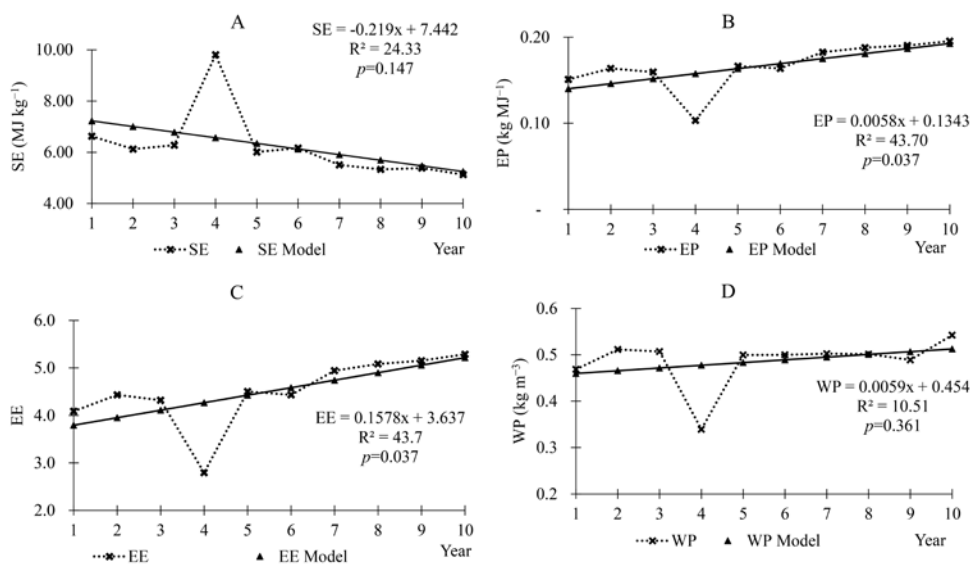 A
SE = -0.219x + 7.442
R² = 24.33
p=0.147
10.00
8.00
6.00
4.00
SE (MJ kg⁻¹)
1 2 3 4 5 6 7 8 9 10
SE SE Model Year
B
0.20
0.10
-
EP (kg MJ⁻¹)
EP = 0.0058x + 0.1343
R² = 43.70
p=0.037
1 2 3 4 5 6 7 8 9 10
EP EP Model Year
C
6.0
5.0
4.0
3.0
2.0
EE
EE = 0.1578x + 3.637
R² = 43.7
p=0.037
1 2 3 4 5 6 7 8 9 10
EE EE Model Year
D
0.6
0.5
0.4
0.3
0.2
WP (kg m⁻³)
WP = 0.0059x + 0.454
R² = 10.51
p=0.361
1 2 3 4 5 6 7 8 9 10
WP WP Model Year